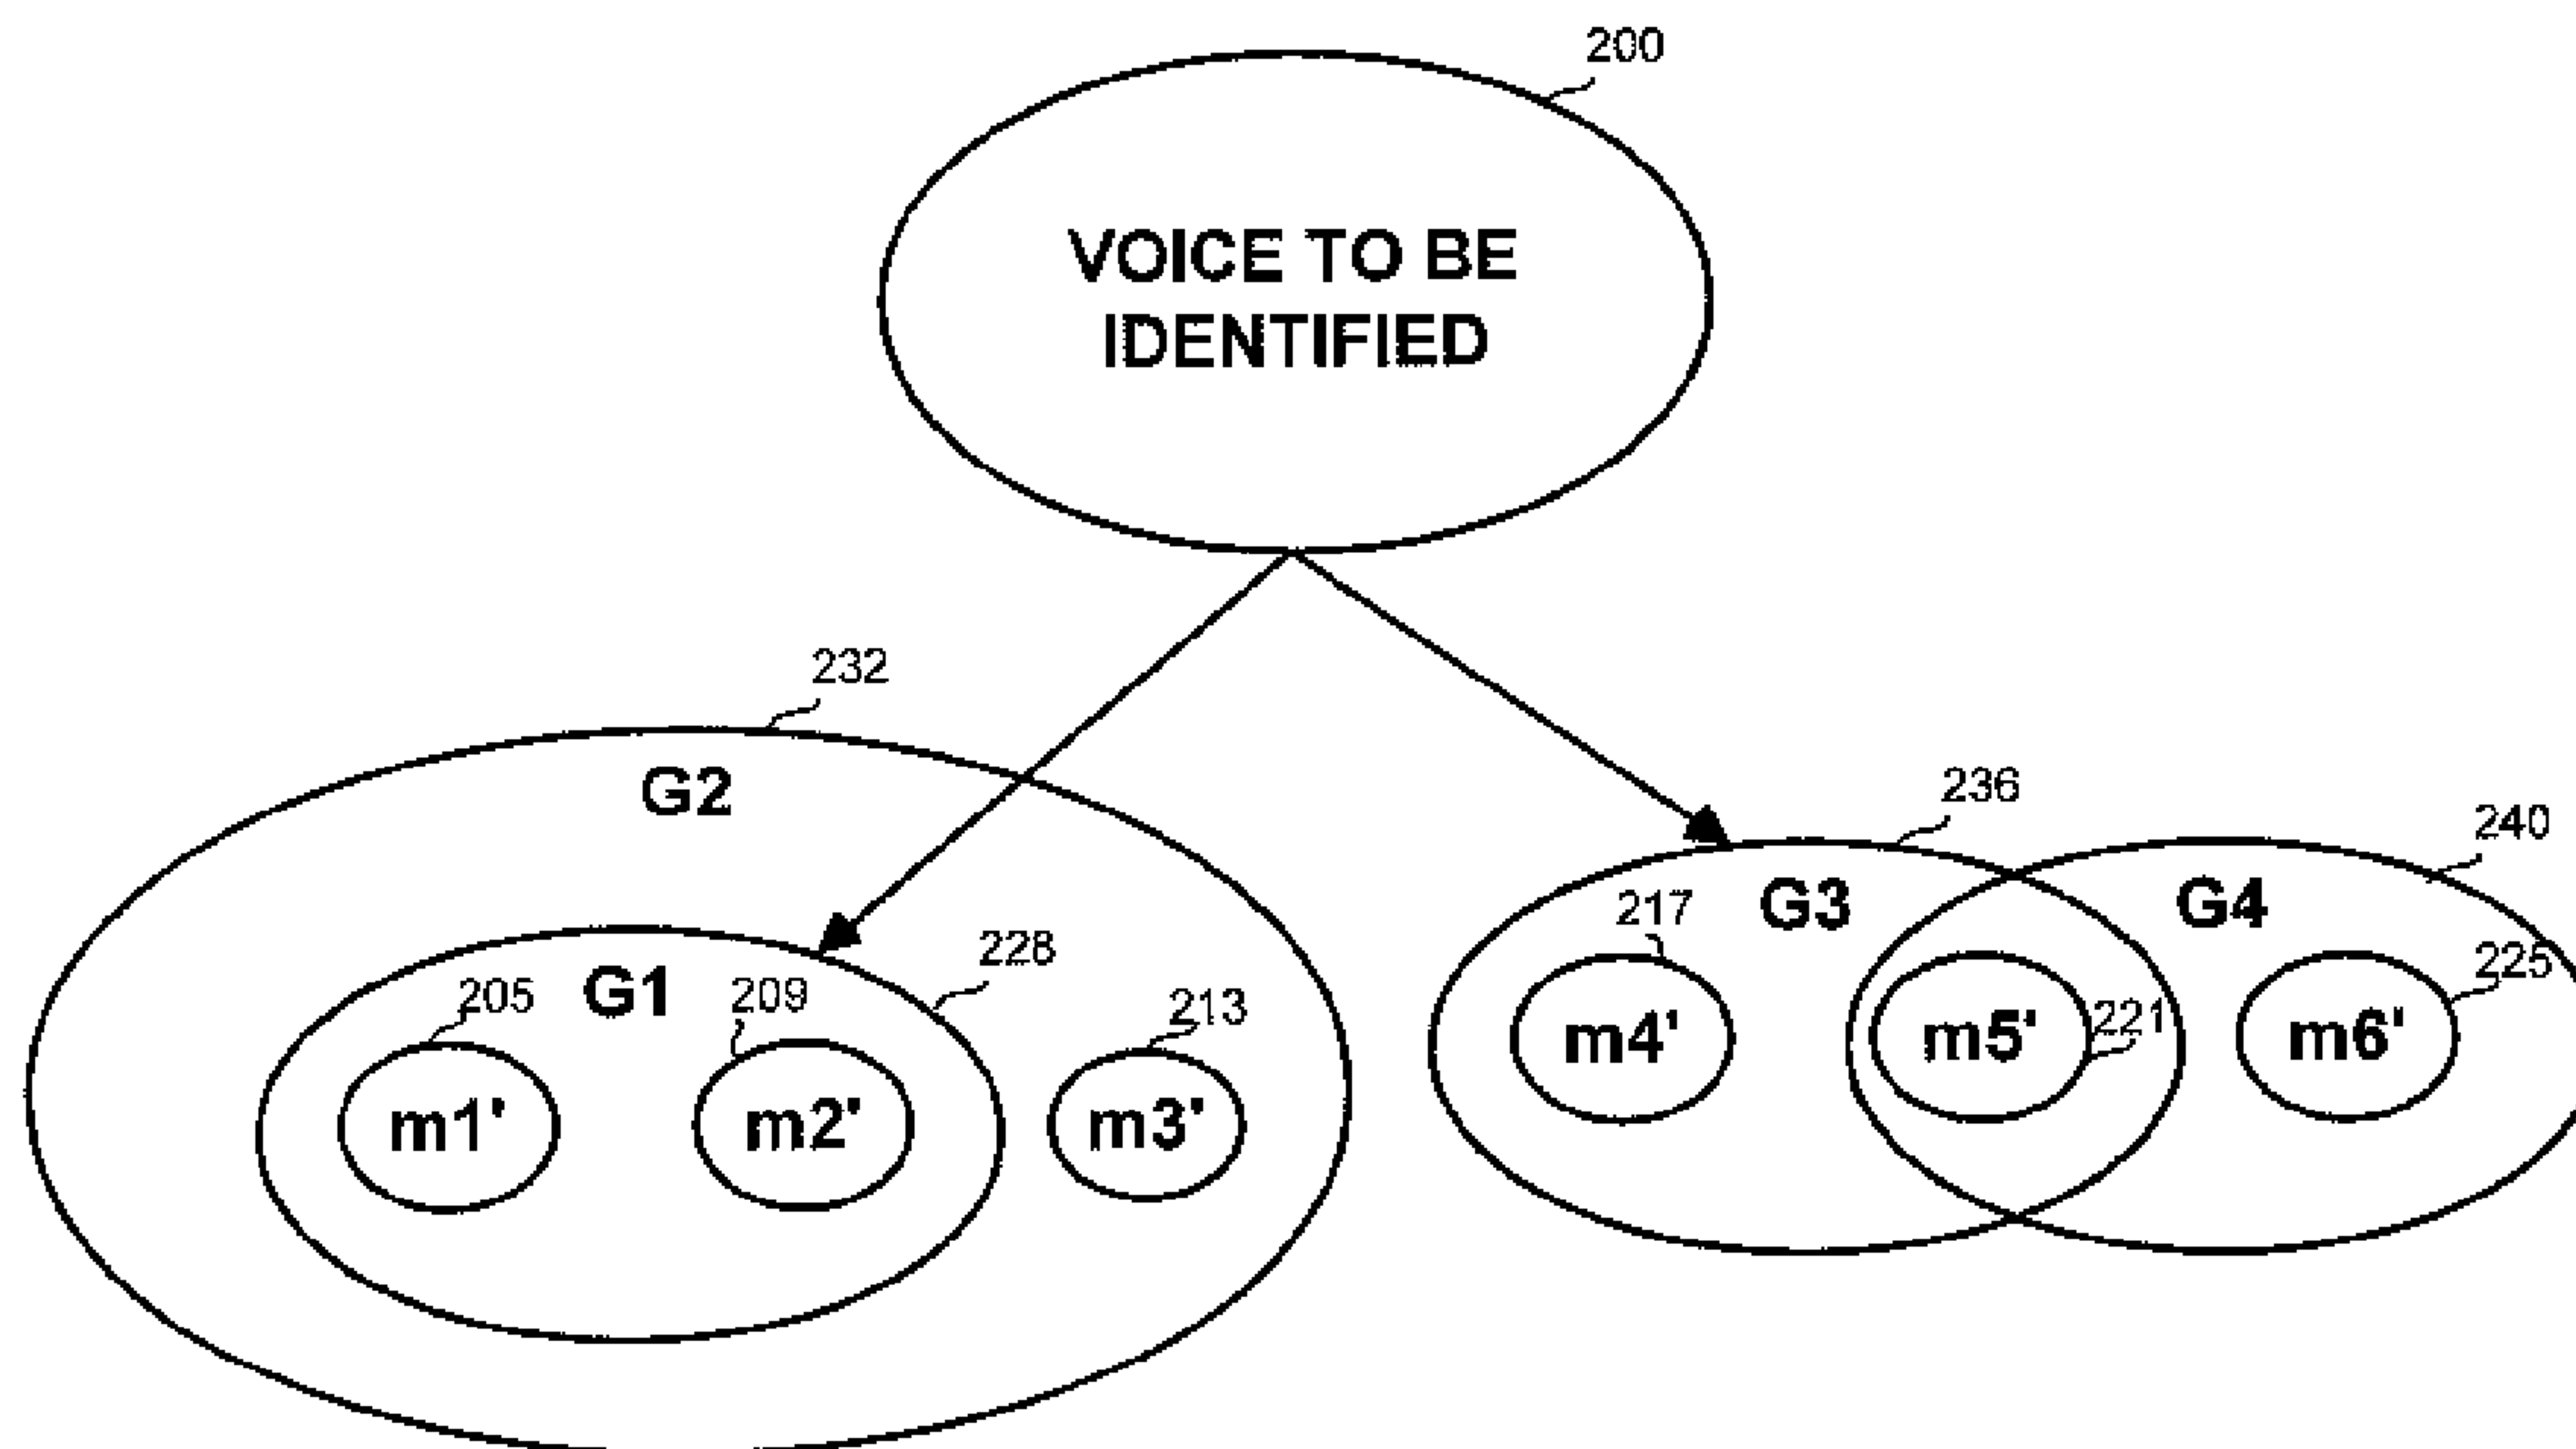 200
VOICE TO BE
IDENTIFIED
232
G2
236
240
217
G3
G4
228
205
G1
209
213
225
m4'
m5'
221
m6'
m1'
m2'
m3'